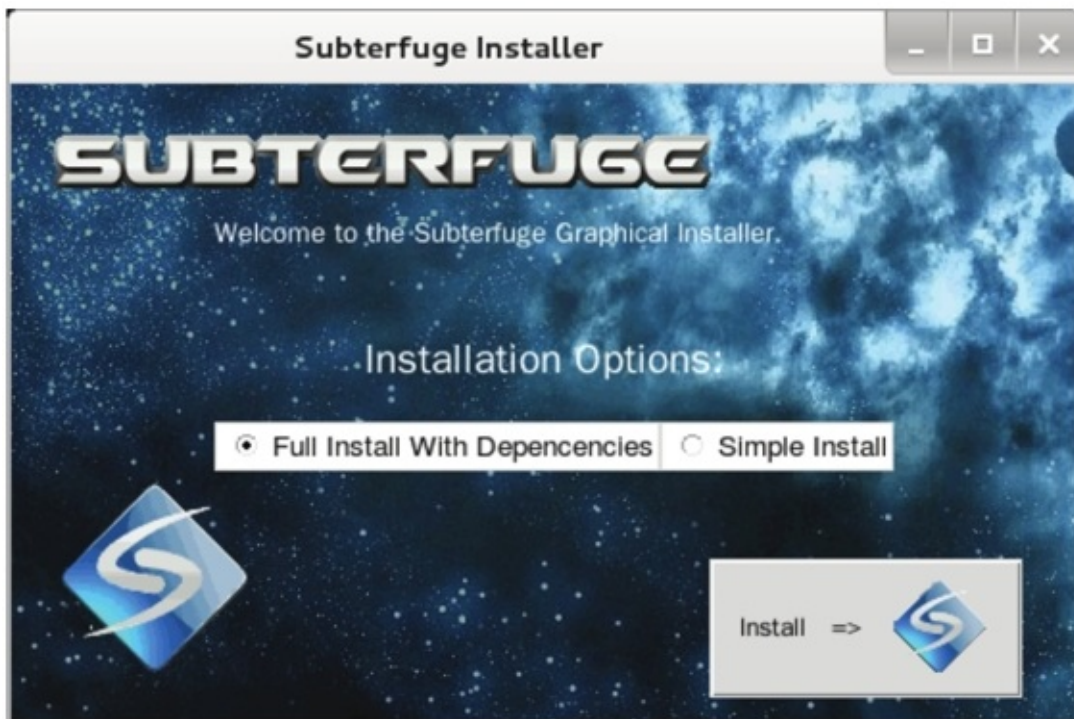 Subterfuge Installer
SUBTERFUGE
Welcome to the Subterfuge Graphical Installer.
Installation Options:
Full Install With Depencencies Simple Install
Install =>